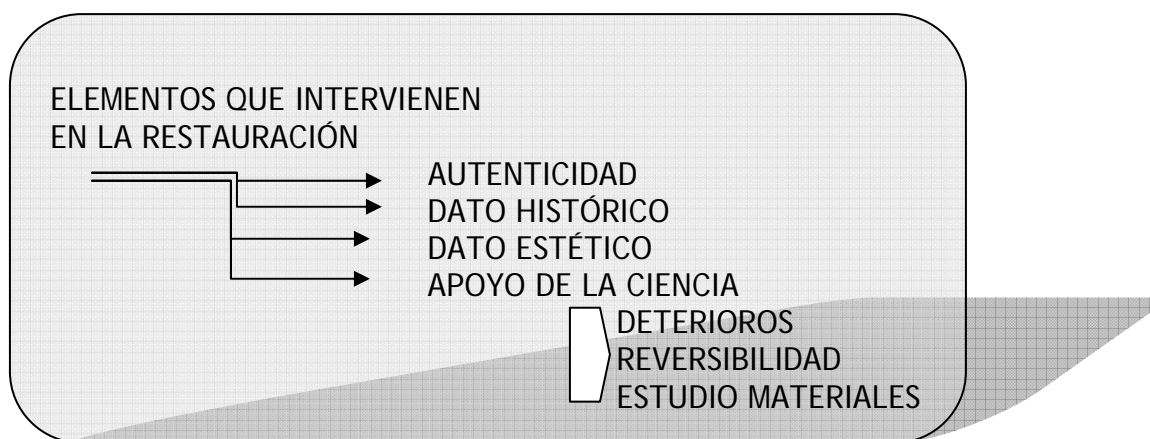 ELEMENTOS QUE INTERVIENEN
EN LA RESTAURACIÓN
AUTENTICIDAD
DATO HISTÓRICO
DATO ESTÉTICO
APOYO DE LA CIENCIA
DETERIOROS
REVERSIBILIDAD
ESTUDIO MATERIALES